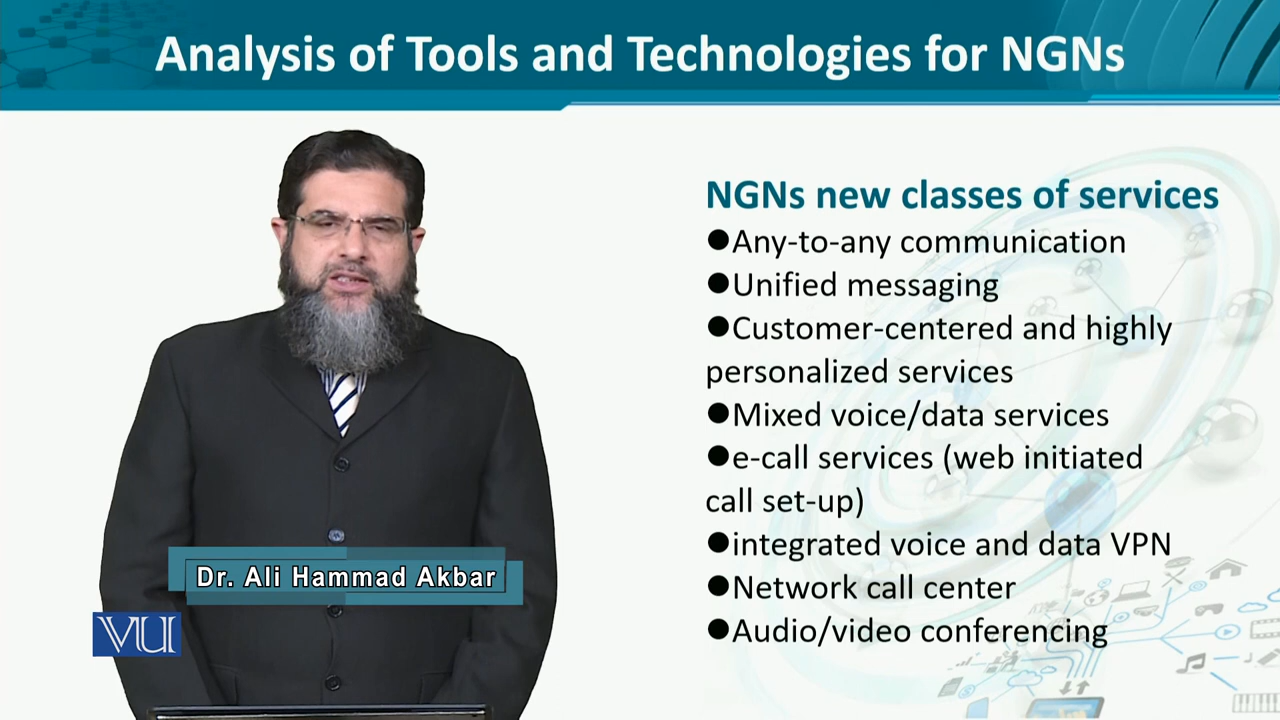 Analysis of Tools and Technologies for NGNs
NGNs new classes of services
●Any-to-any communication
●Unified messaging
●Customer-centered and highly
personalized services
●Mixed voice/data services
●e-call services (web initiated
call set-up)
●integrated voice and data VPN
●Network call center
●Audio/video conferencing
Dr. Ali Hammad Akbar
VU